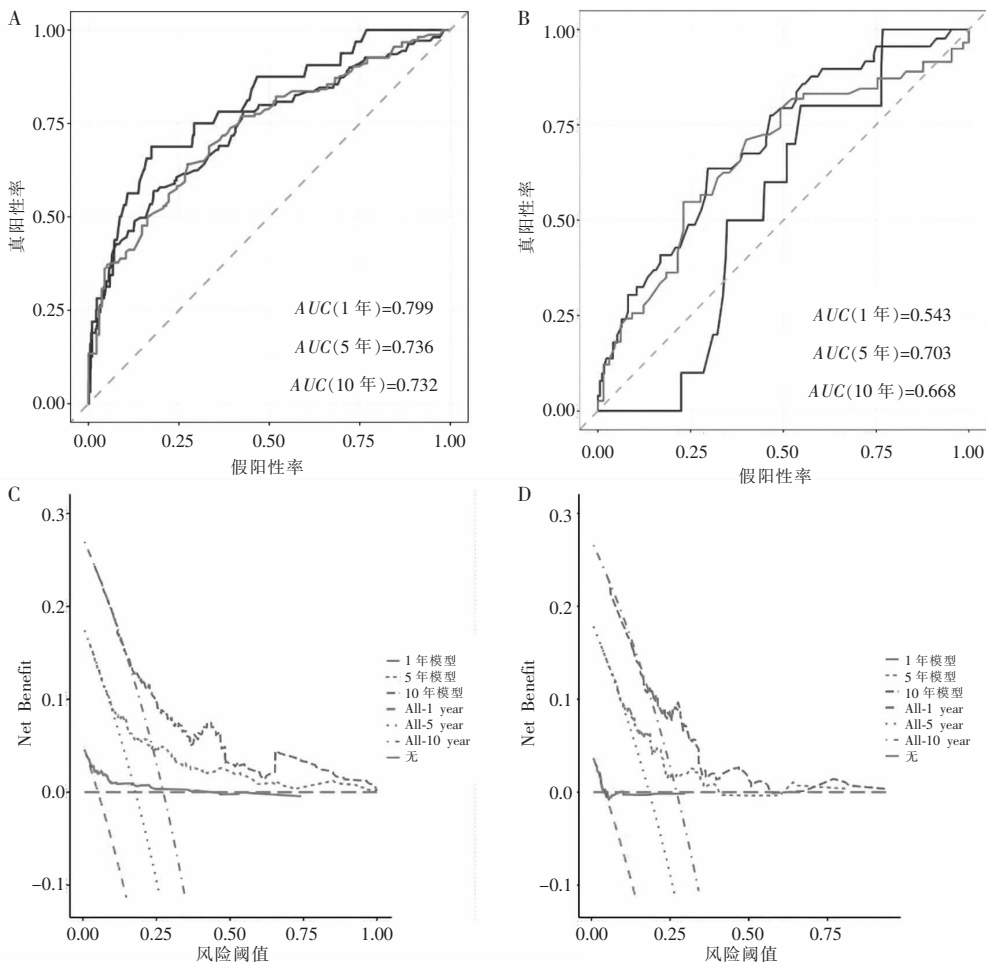 A
1.00
0.75
0.50
0.25
0.00
真阳性率
0.00 0.25 0.50 0.75 1.00
假阳性率
AUC(1 年)=0.799
AUC(5 年)=0.736
AUC(10 年)=0.732
B
1.00
0.75
0.50
0.25
0.00
真阳性率
0.00 0.25 0.50 0.75 1.00
假阳性率
AUC(1 年)=0.543
AUC(5 年)=0.703
AUC(10 年)=0.668
C
0.3
0.2
0.1
0.0
-0.1
Net Benefit
0.00 0.25 0.50 0.75 1.00
风险阈值
1 年模型
5 年模型
10 年模型
All-1 year
All-5 year
All-10 year
无
D
0.3
0.2
0.1
0.0
-0.1
Net Benefit
0.00 0.25 0.50 0.75
风险阈值
1 年模型
5 年模型
10 年模型
All-1 year
All-5 year
All-10 year
无